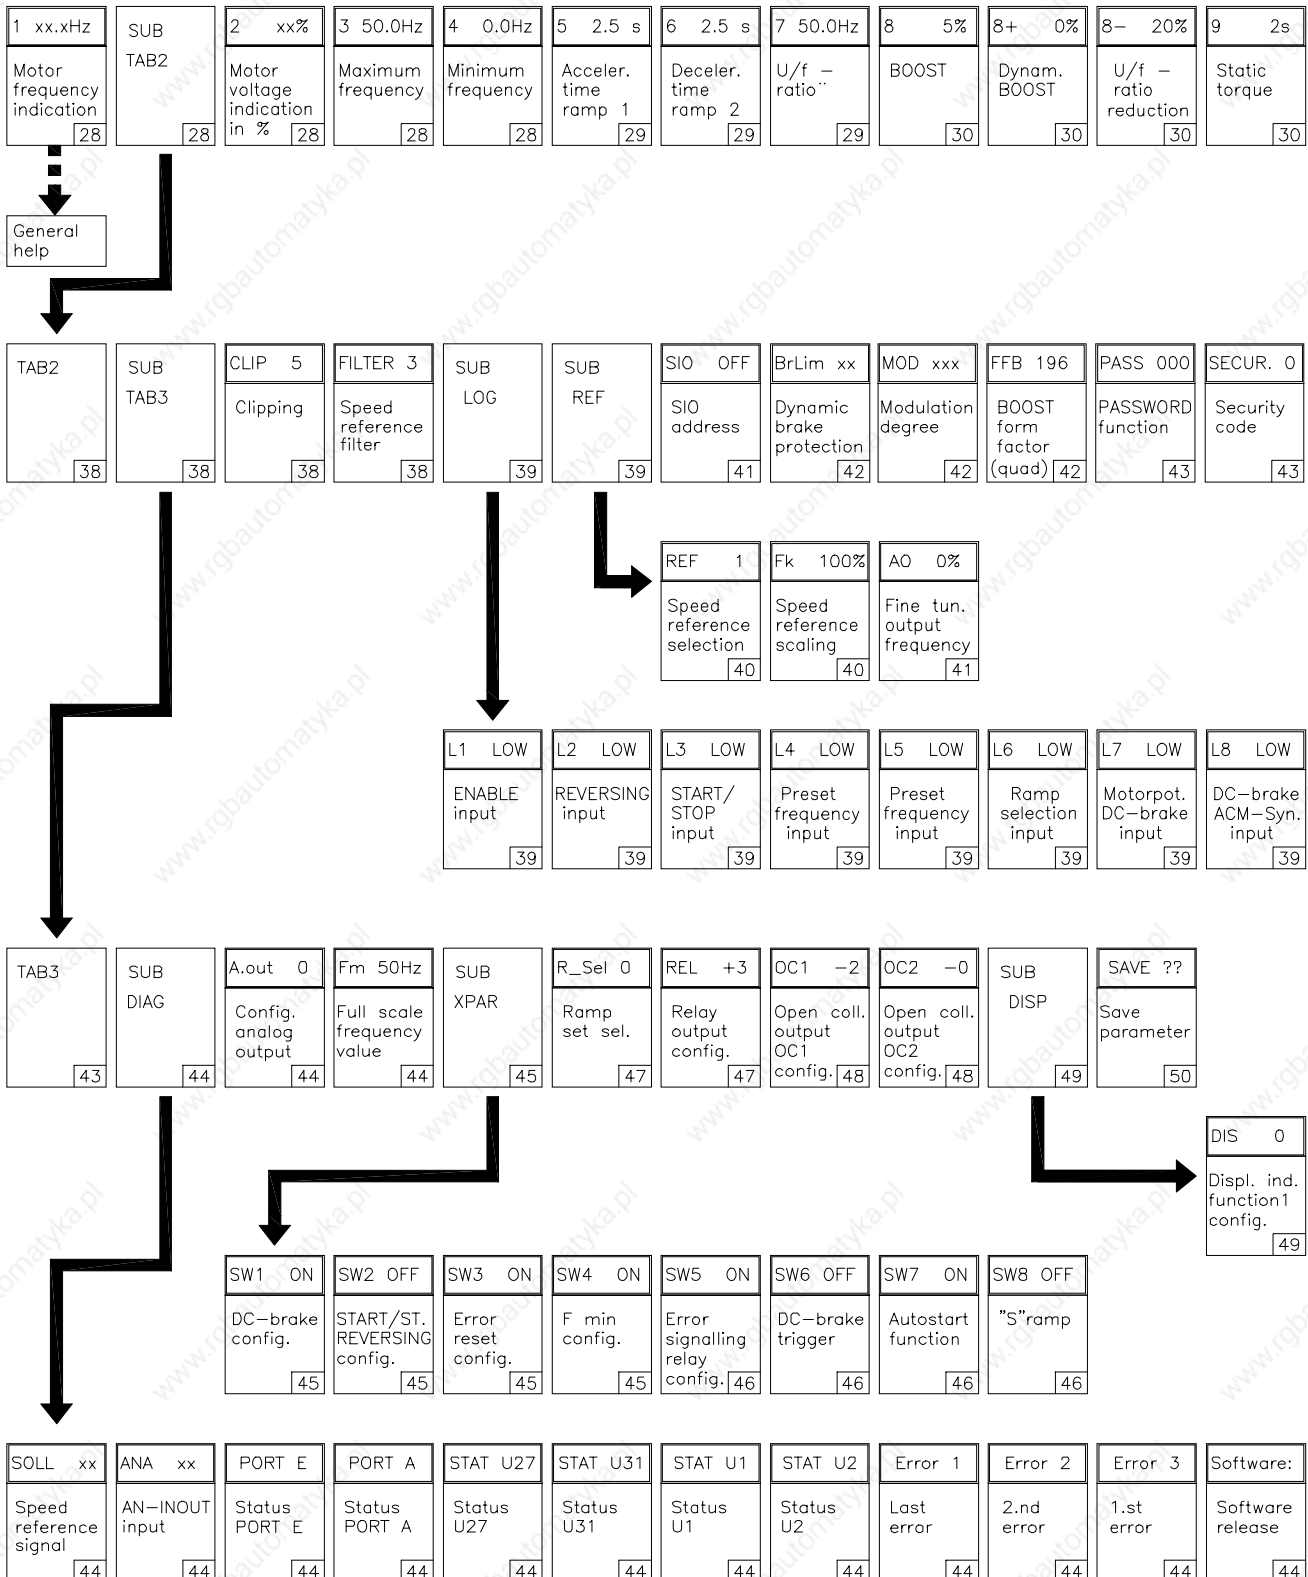 1 xx.xHz
Motor
frequency
indication
28
SUB
TAB2
28
2 xx%
Motor
voltage
indication
in %
28
3 50.0Hz
Maximum
frequency
28
4 0.0Hz
Minimum
frequency
28
5 2.5 s
Acceler.
time
ramp 1
29
6 2.5 s
Deceler.
time
ramp 2
29
7 50.0Hz
U/f –
ratio¨
29
8 5%
BOOST
30
8+ 0%
Dynam.
BOOST
30
8– 20%
U/f –
ratio
reduction
30
9 2s
Static
torque
30
General
help
TAB2
38
SUB
TAB3
38
CLIP 5
Clipping
38
FILTER 3
Speed
reference
filter
38
SUB
LOG
39
SUB
REF
39
SIO OFF
SIO
address
41
BrLim xx
Dynamic
brake
protection
42
MOD xxx
Modulation
degree
42
FFB 196
BOOST
form
factor
(quad)
42
PASS 000
PASSWORD
function
43
SECUR. 0
Security
code
43
REF 1
Speed
reference
selection
40
Fk 100%
Speed
reference
scaling
40
AO 0%
Fine tun.
output
frequency
41
L1 LOW
ENABLE
input
39
L2 LOW
REVERSING
input
39
L3 LOW
START/
STOP
input
39
L4 LOW
Preset
frequency
input
39
L5 LOW
Preset
frequency
input
39
L6 LOW
Ramp
selection
input
39
L7 LOW
Motorpot.
DC–brake
input
39
L8 LOW
DC–brake
ACM–Syn.
input
39
TAB3
43
SUB
DIAG
44
A.out 0
Config.
analog
output
44
Fm 50Hz
Full scale
frequency
value
44
SUB
XPAR
45
R_Sel 0
Ramp
set sel.
47
REL +3
Relay
output
config.
47
OC1 –2
Open coll.
output
OC1
config.
48
OC2 –0
Open coll.
output
OC2
config.
48
SUB
DISP
49
SAVE ??
Save
parameter
50
DIS 0
Displ. ind.
function1
config.
49
SW1 ON
DC–brake
config.
45
SW2 OFF
START/ST.
REVERSING
config.
45
SW3 ON
Error
reset
config.
45
SW4 ON
F min
config.
45
SW5 ON
Error
signalling
relay
config.
46
SW6 OFF
DC–brake
trigger
46
SW7 ON
Autostart
function
46
SW8 OFF
"S"ramp
46
SOLL xx
Speed
reference
signal
44
ANA xx
AN–INOUT
input
44
PORT E
Status
PORT E
44
PORT A
Status
PORT A
44
STAT U27
Status
U27
44
STAT U31
Status
U31
44
STAT U1
Status
U1
44
STAT U2
Status
U2
44
Error 1
Last
error
44
Error 2
2.nd
error
44
Error 3
1.st
error
44
Software:
Software
release
44
www.rgbautomatyka.pl